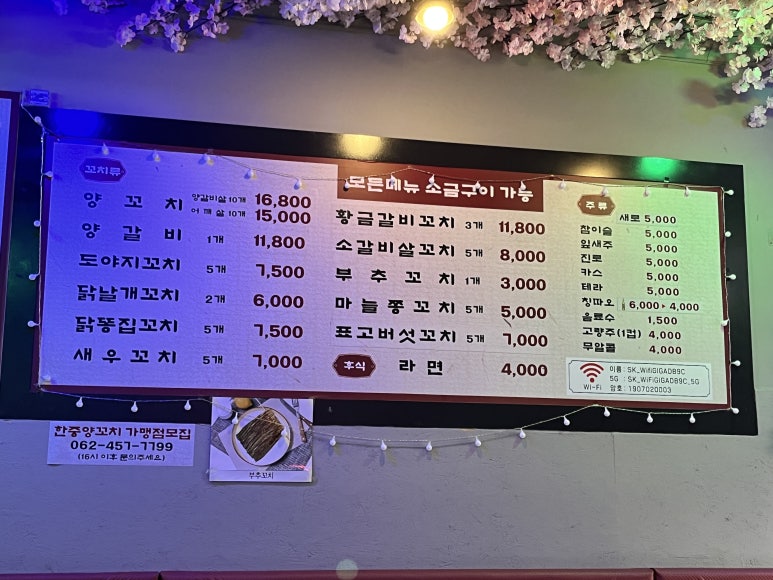 꼬치류
양 꼬 치 양갈비살 10개 16,800
어 깨 살 10개 15,000
양 갈 비 1개 11,800
도야지꼬치 5개 7,500
닭날개꼬치 2개 6,000
닭똥집꼬치 5개 7,500
새 우 꼬 치 5개 7,000
모든메뉴 소금구이 가능
황금갈비꼬치 3개 11,800
소갈비살꼬치 5개 8,000
부 추 꼬 치 1개 3,000
마늘쫑꼬치 5개 5,000
표고버섯꼬치 5개 7,000
후식 라 면 4,000
주 류
새로 5,000
참이슬 5,000
잎새주 5,000
진로 5,000
카스 5,000
테라 5,000
칭따오 6,000 ▸ 4,000
음료수 1,500
고량주(1컵) 4,000
무알콜 4,000
WI-FI
이름 : SK_WifiGIGADB9C
5G : SK_WiFiGIGADB9C_5G
암호 : 1907020003
한중양꼬치 가맹점모집
062-457-7799
(16시 이후 문의주세요)
부추꼬치